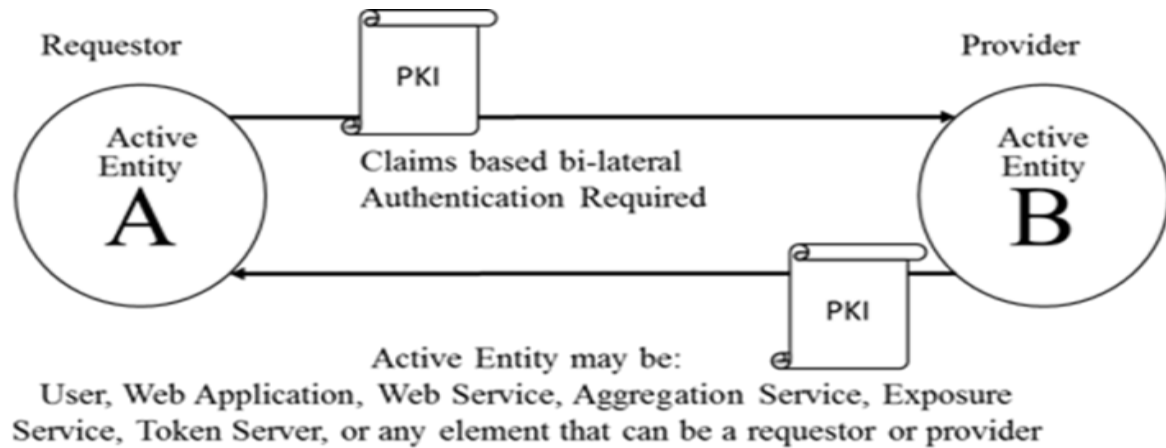 Requestor
Provider
PKI
Active
Entity
A
Active
Entity
B
Claims based bi-lateral
Authentication Required
PKI
Active Entity may be:
User, Web Application, Web Service, Aggregation Service, Exposure
Service, Token Server, or any element that can be a requestor or provider